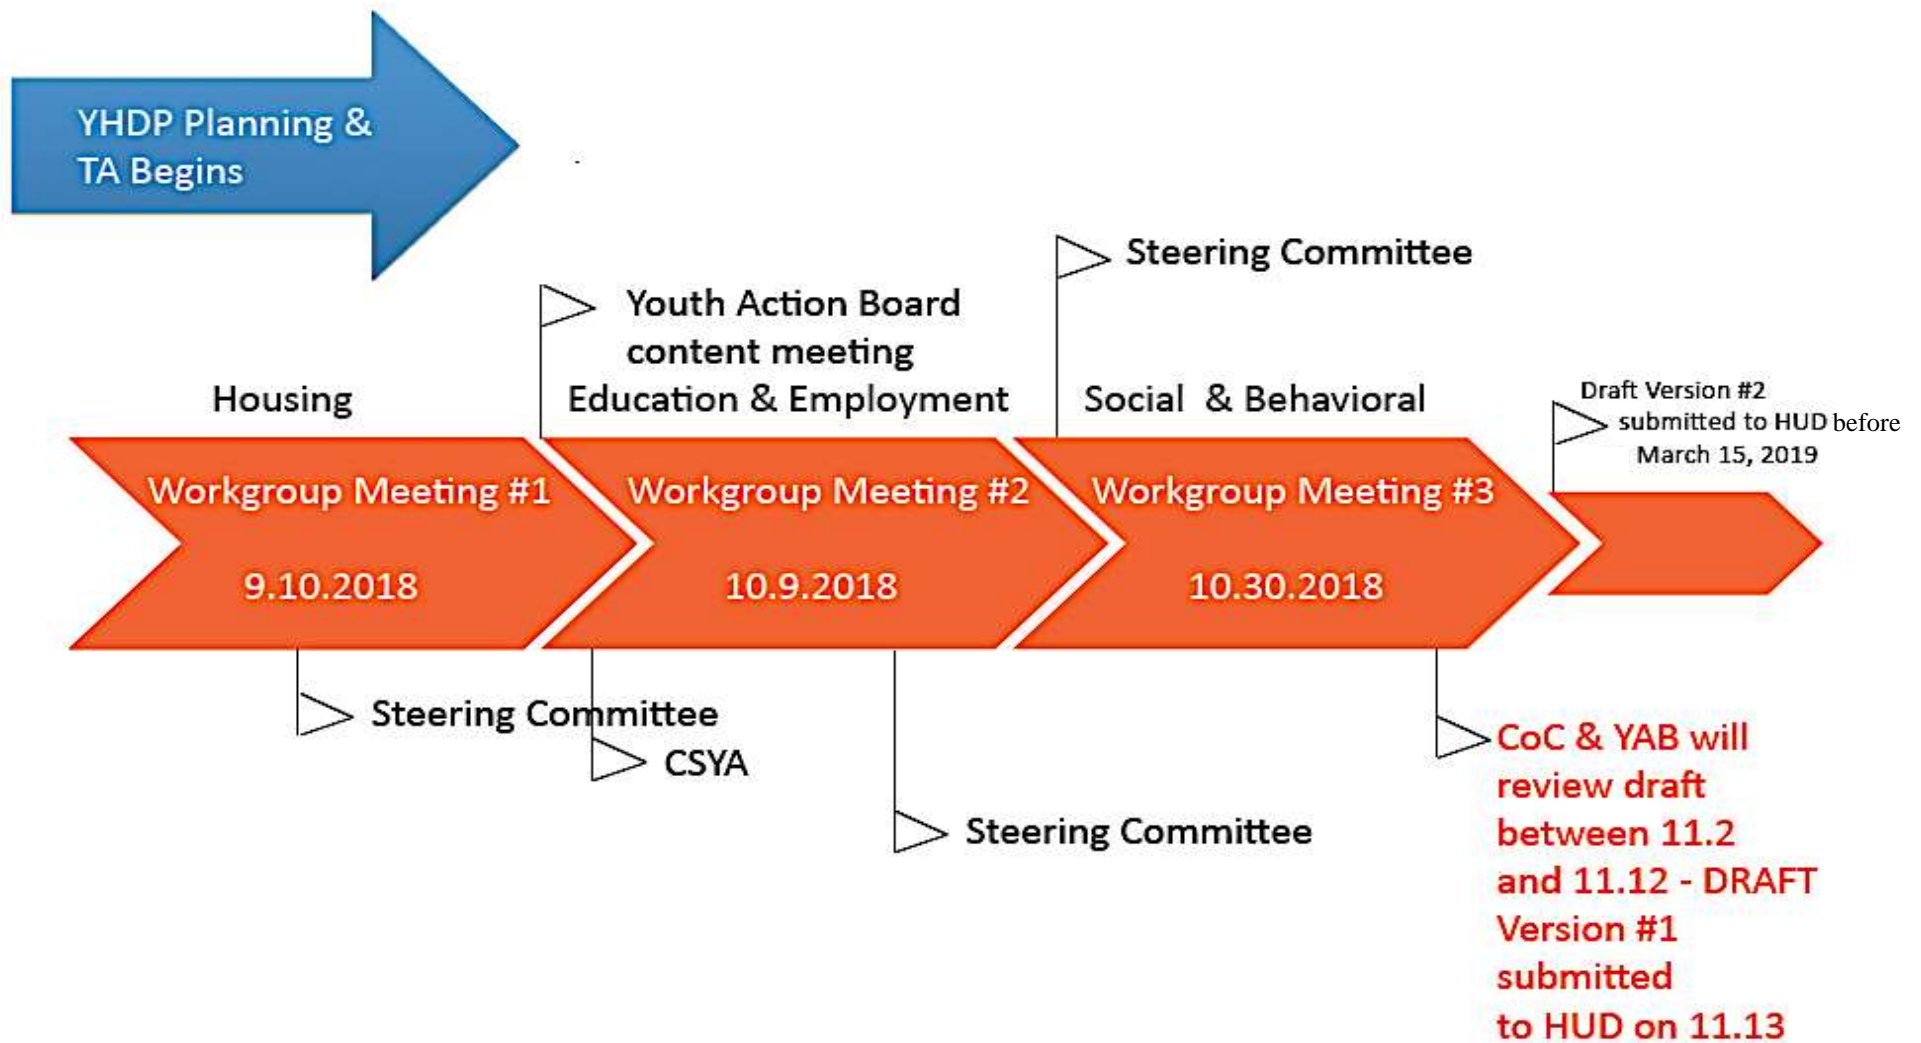 YHDP Planning &
TA Begins
Steering Committee
Youth Action Board
content meeting
Housing
Education & Employment
Social & Behavioral
Draft Version #2
submitted to HUD before
March 15, 2019
Workgroup Meeting #1
9.10.2018
Workgroup Meeting #2
10.9.2018
Workgroup Meeting #3
10.30.2018
Steering Committee
CSYA
Steering Committee
CoC & YAB will
review draft
between 11.2
and 11.12 - DRAFT
Version #1
submitted
to HUD on 11.13